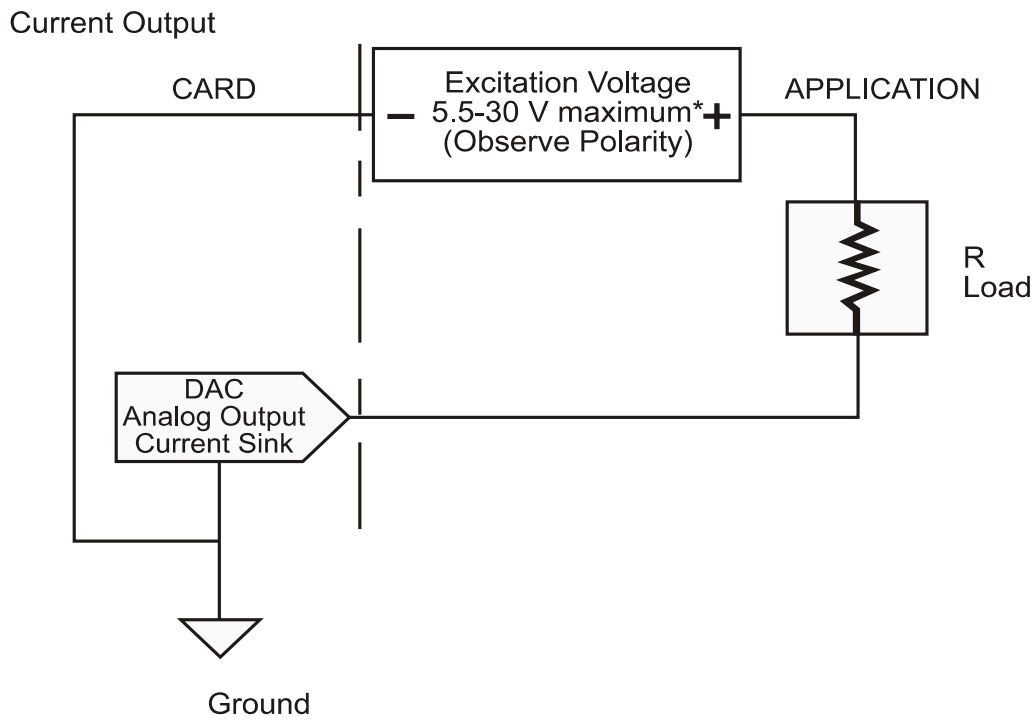 Current Output
CARD
Excitation Voltage
5.5-30 V maximum*
(Observe Polarity)
− +
APPLICATION
R
Load
DAC
Analog Output
Current Sink
Ground